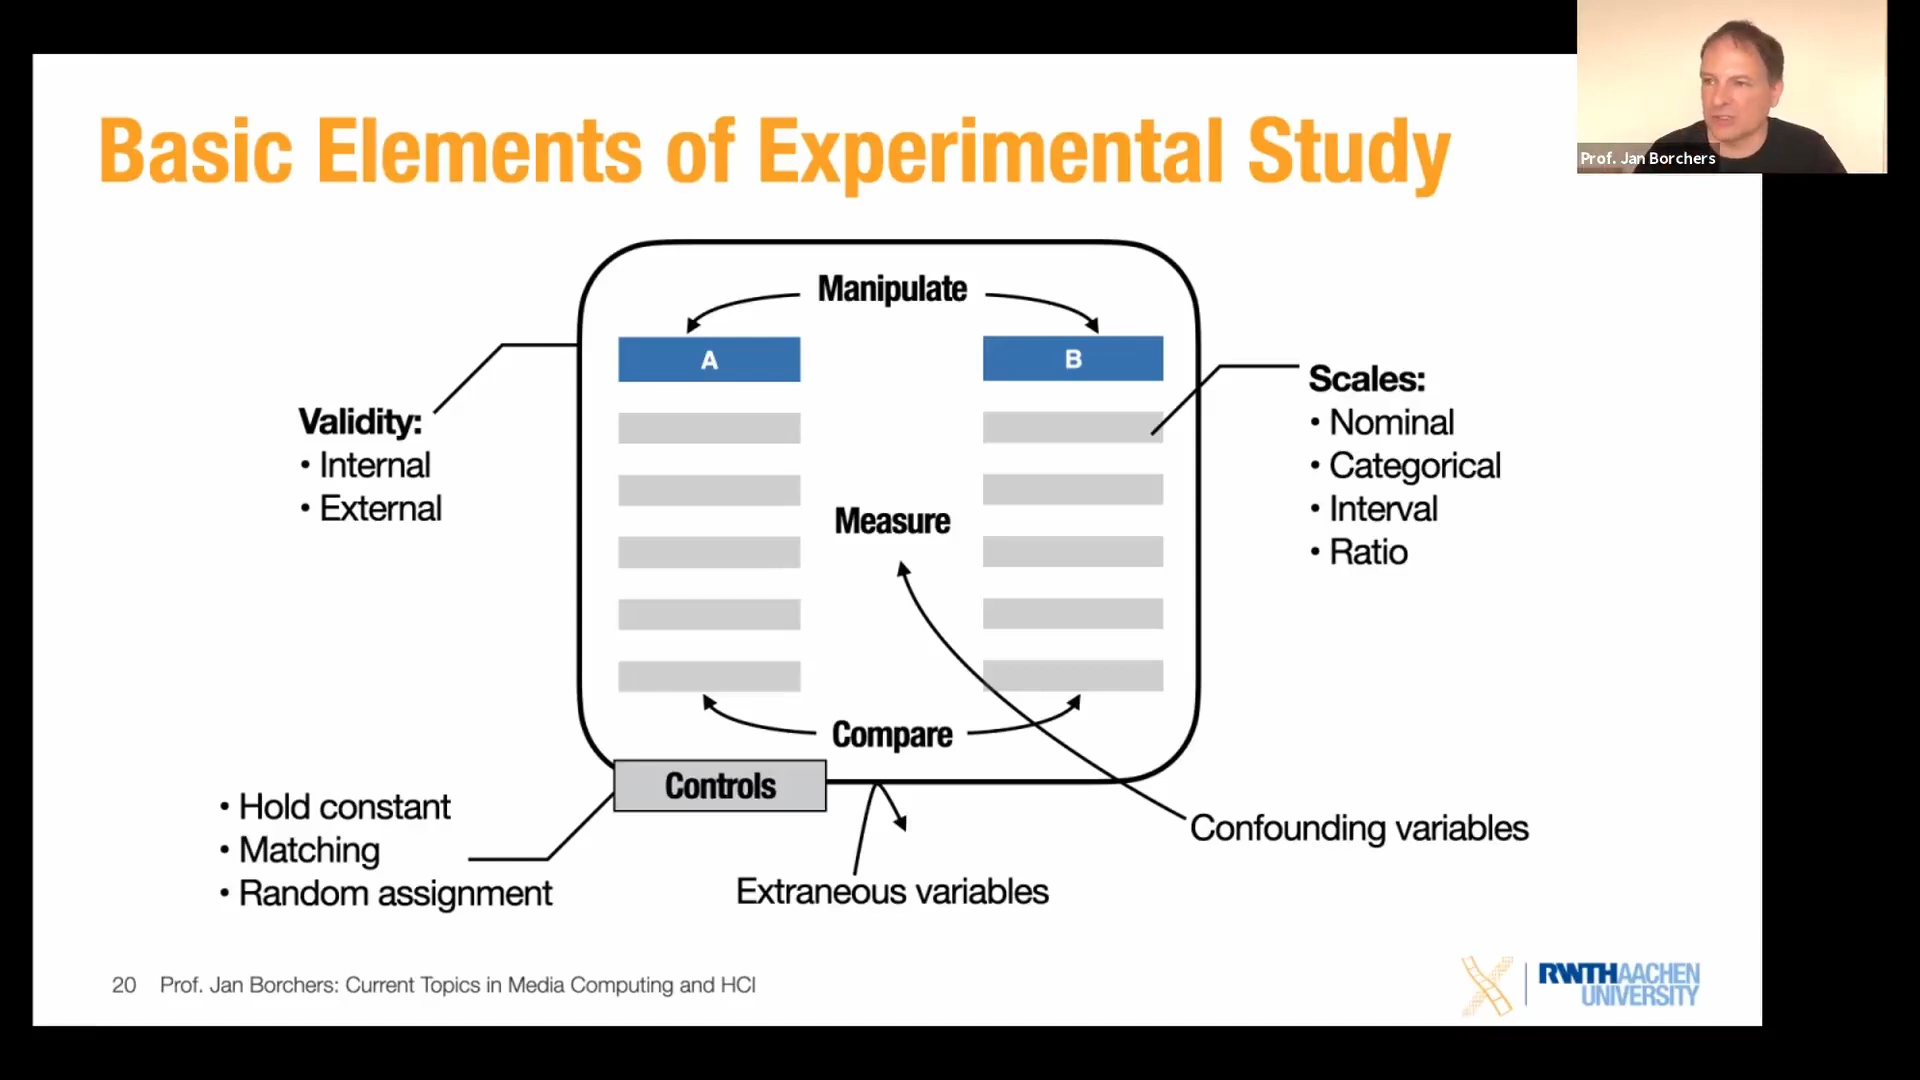 Basic Elements of Experimental Study
Prof. Jan Borchers
Manipulate
A
B
Validity:
• Internal
• External
Scales:
• Nominal
• Categorical
• Interval
• Ratio
Measure
Compare
Controls
• Hold constant
• Matching
• Random assignment
Confounding variables
Extraneous variables
20 Prof. Jan Borchers: Current Topics in Media Computing and HCI
RWTHAACHEN
UNIVERSITY